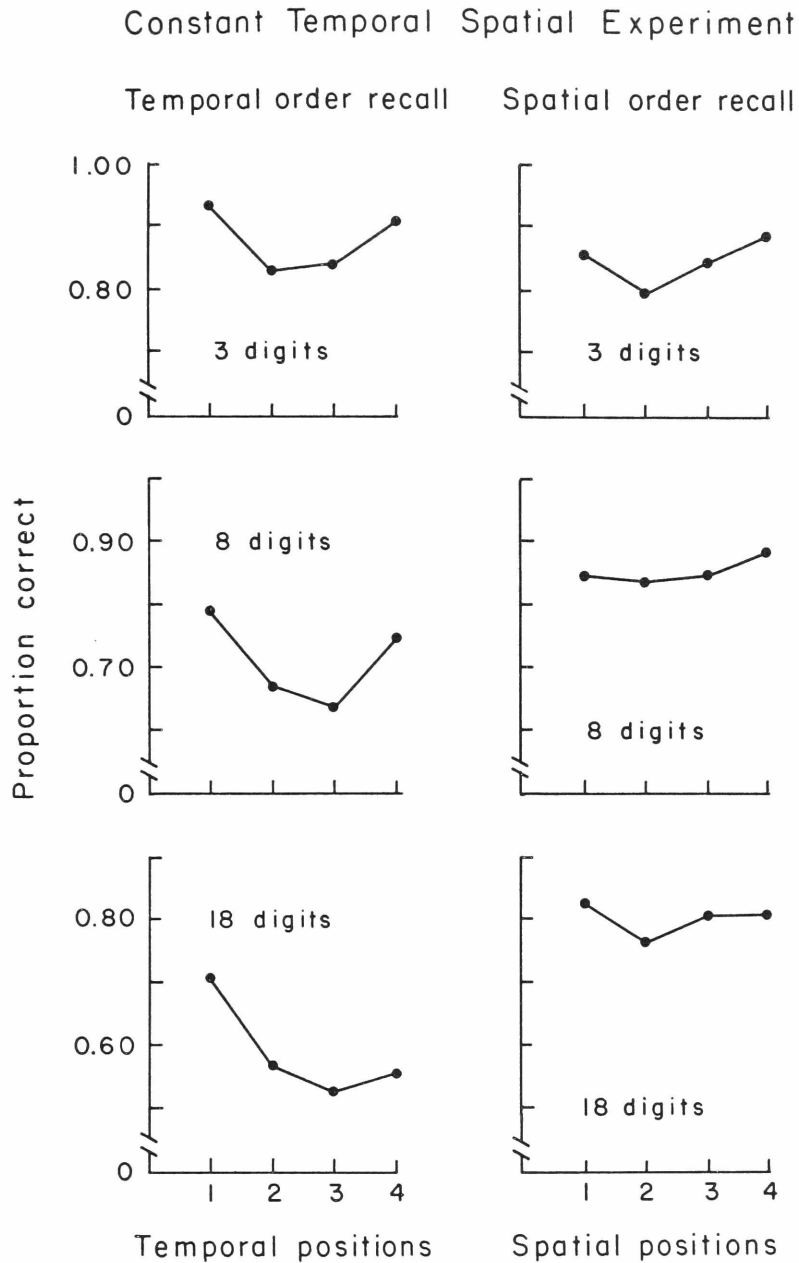 Constant Temporal Spatial Experiment
Temporal order recall
Spatial order recall
Proportion correct
1.00
0.80
0
3 digits
3 digits
0.90
0.70
0
8 digits
8 digits
0.80
0.60
0
18 digits
18 digits
1 2 3 4
1 2 3 4
Temporal positions
Spatial positions